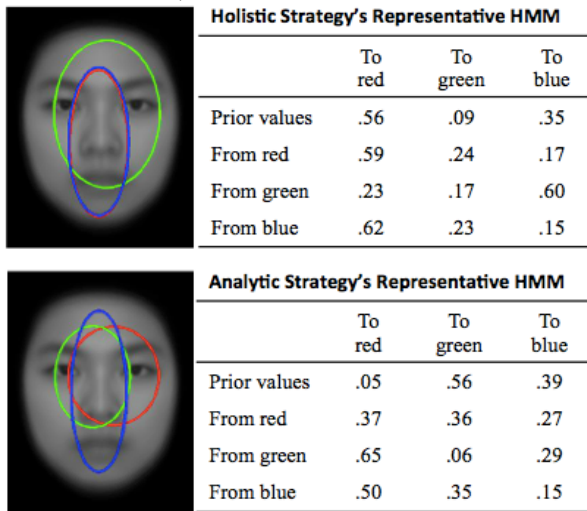 Holistic Strategy's Representative HMM
To To To
red green blue
Prior values .56 .09 .35
From red .59 .24 .17
From green .23 .17 .60
From blue .62 .23 .15
Analytic Strategy's Representative HMM
To To To
red green blue
Prior values .05 .56 .39
From red .37 .36 .27
From green .65 .06 .29
From blue .50 .35 .15